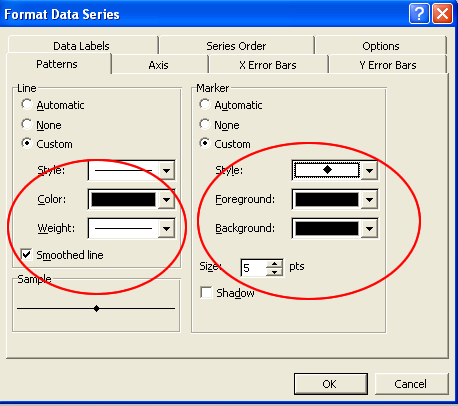 Format Data Series
Data Labels Series Order Options
Patterns Axis X Error Bars Y Error Bars
Line
Automatic
None
Custom
Style:
Color:
Weight:
Smoothed line
Sample
Marker
Automatic
None
Custom
Style:
Foreground:
Background:
Size: 5 pts
Shadow
OK Cancel